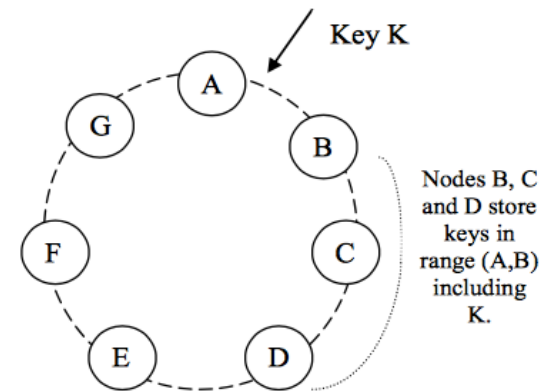 Key K
A
G
B
Nodes B, C
and D store
keys in
range (A,B)
including
K.
F
C
E
D